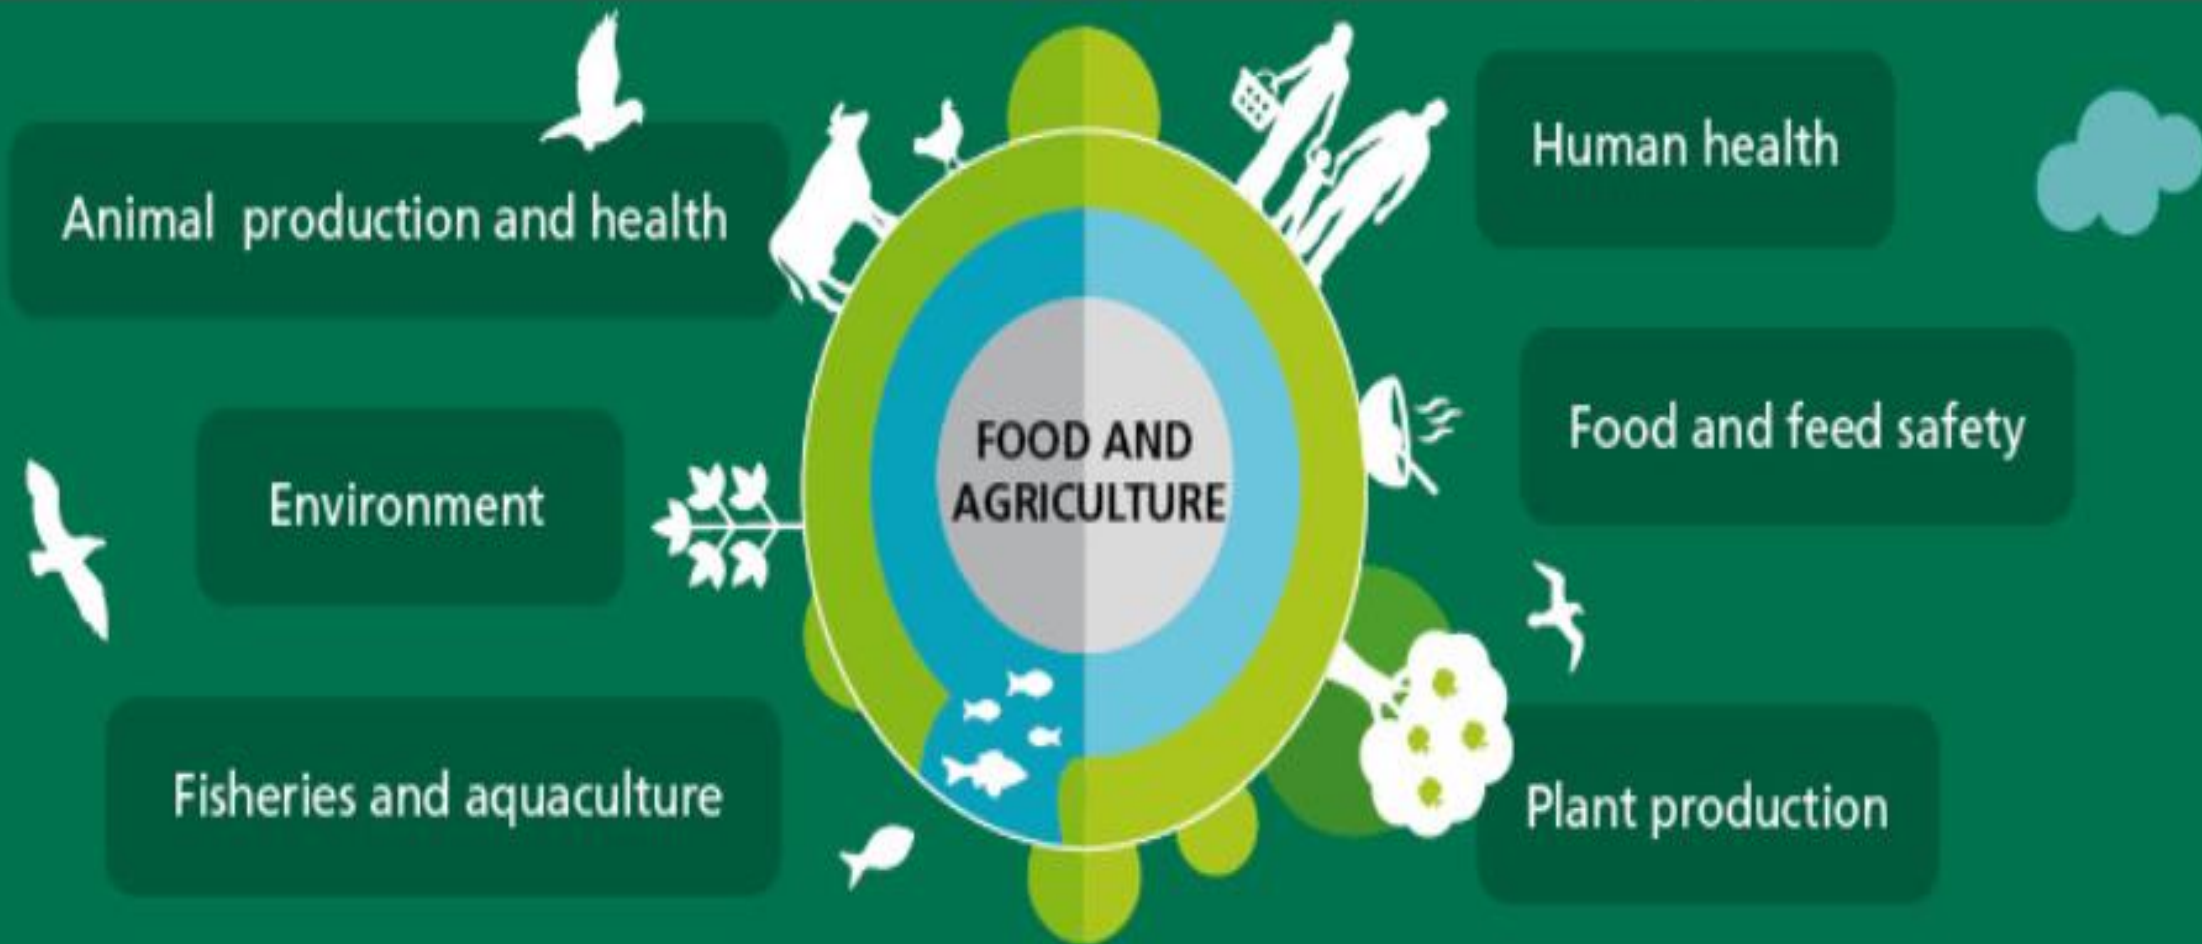 Animal  production and health
Environment
Fisheries and aquaculture
FOOD AND
AGRICULTURE
Human health
Food and feed safety
Plant production